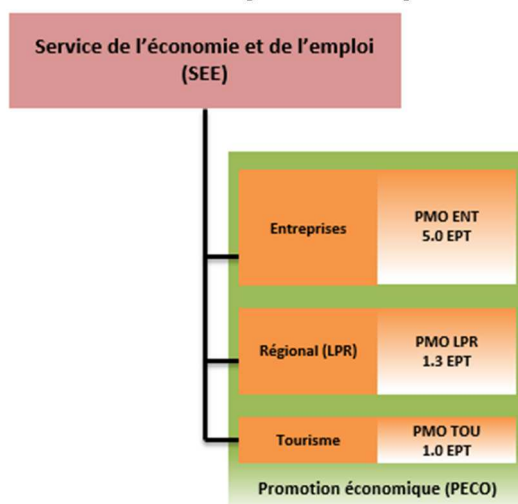 Service de l'économie et de l'emploi
(SEE)
Entreprises
PMO ENT
5.0 EPT
Régional (LPR)
PMO LPR
1.3 EPT
Tourisme
PMO TOU
1.0 EPT
Promotion économique (PECO)